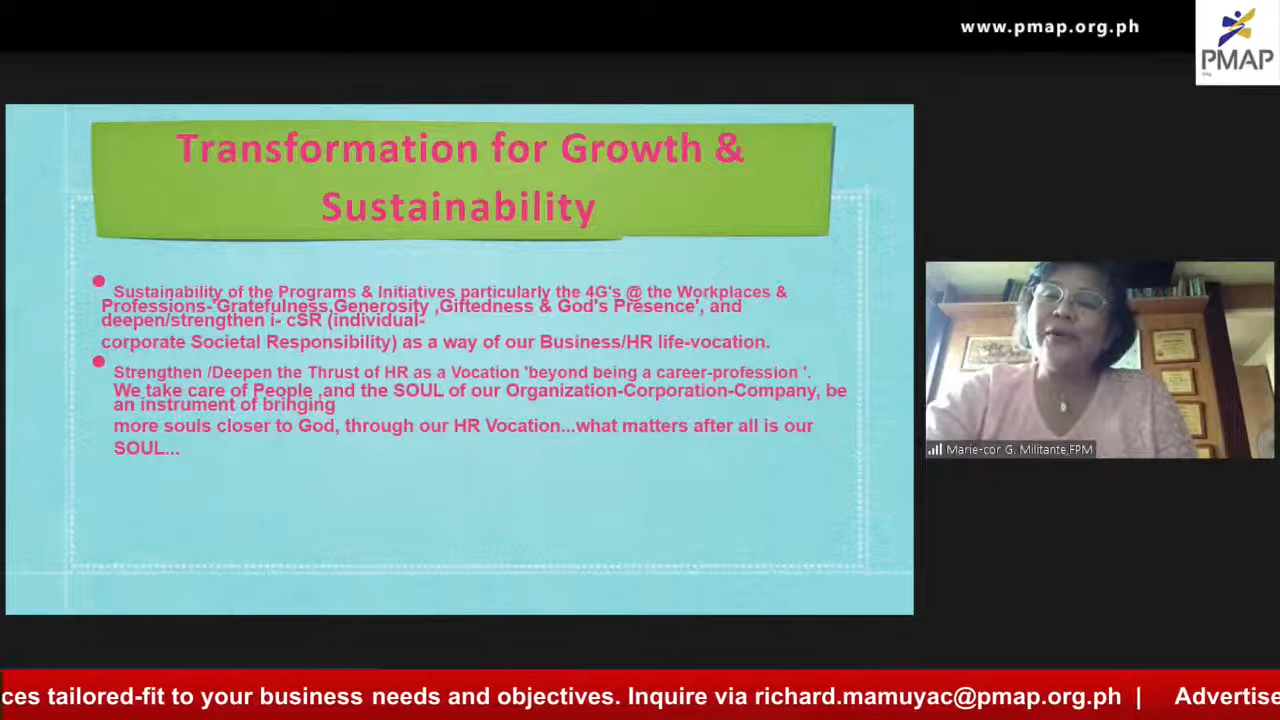 www.pmap.org.ph
PMAP
Transformation for Growth &
Sustainability
Sustainability of the Programs & Initiatives particularly the 4G's @ the Workplaces &
Professions-'Gratefulness,Generosity ,Giftedness & God's Presence', and
deepen/strengthen i- cSR (individual-
corporate Societal Responsibility) as a way of our Business/HR life-vocation.
Strengthen /Deepen the Thrust of HR as a Vocation 'beyond being a career-profession '.
We take care of People ,and the SOUL of our Organization-Corporation-Company, be
an instrument of bringing
more souls closer to God, through our HR Vocation...what matters after all is our
SOUL...
Marie-cor G. Militante,FPM
ces tailored-fit to your business needs and objectives. Inquire via richard.mamuyac@pmap.org.ph | Advertise